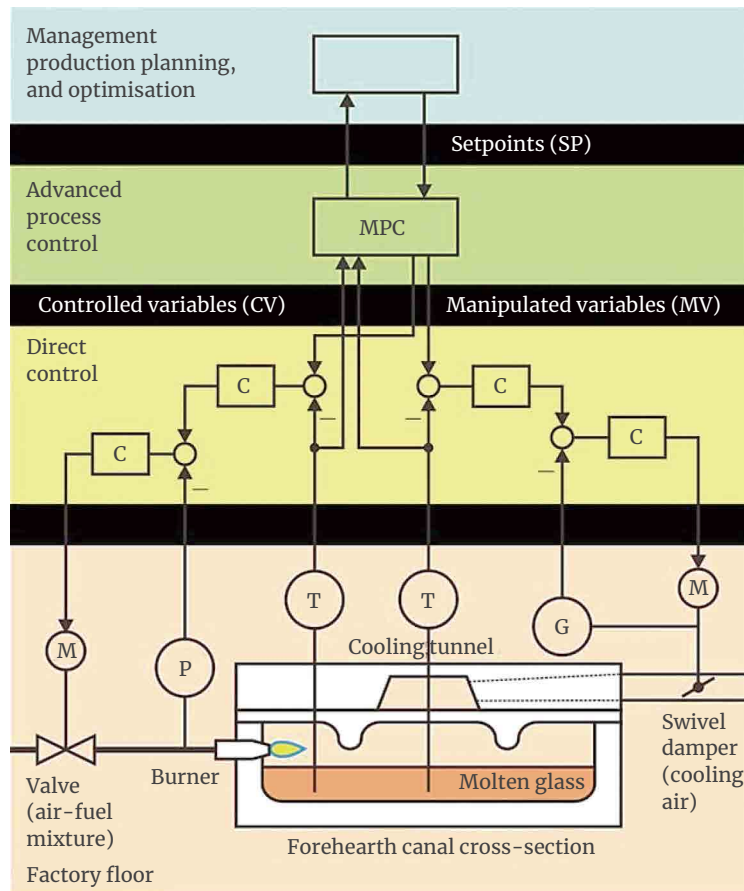 Management
production planning,
and optimisation
Setpoints (SP)
Advanced
process
control
MPC
Controlled variables (CV)
Manipulated variables (MV)
Direct
control
C
C
C
C
T
T
M
G
M
P
Cooling tunnel
Swivel
damper
(cooling
air)
Burner
Molten glass
Valve
(air-fuel
mixture)
Forehearth canal cross-section
Factory floor